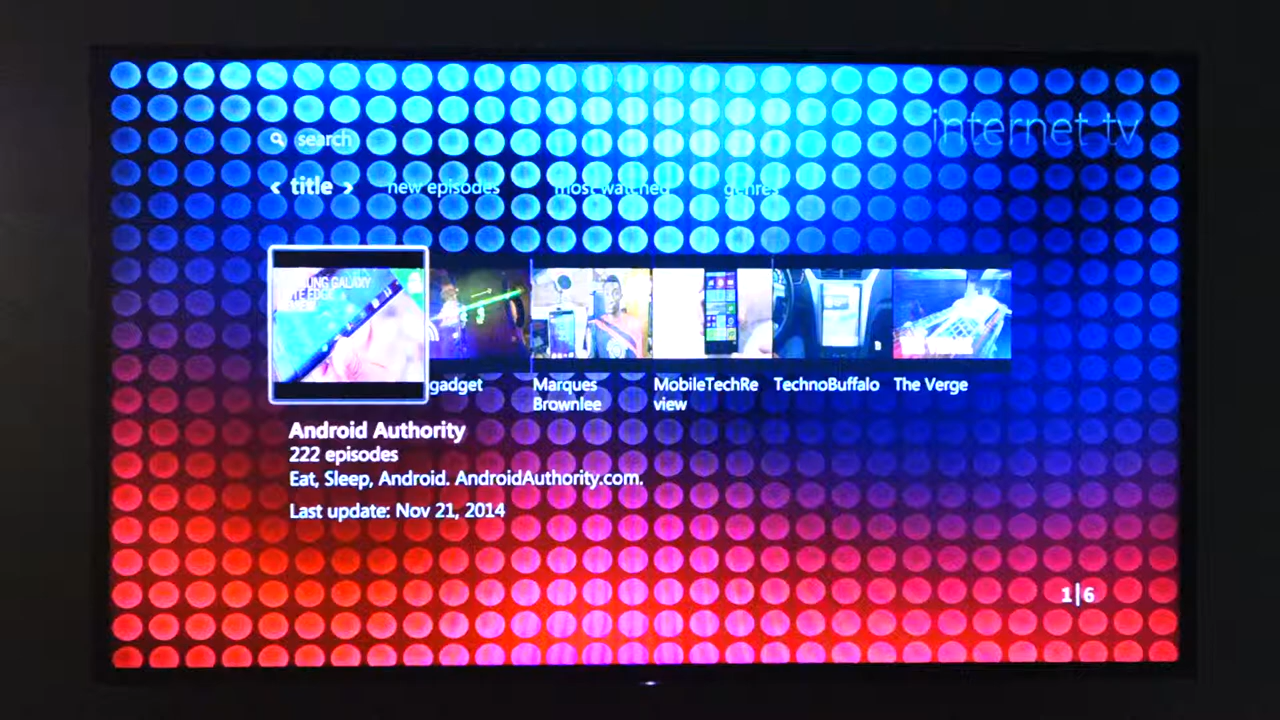 internet tv
search
< title > new episodes most watched genres
gadget
Marques
Brownlee
MobileTechRe
view
TechnoBuffalo
The Verge
Android Authority
222 episodes
Eat, Sleep, Android. AndroidAuthority.com.
Last update: Nov 21, 2014
1|6